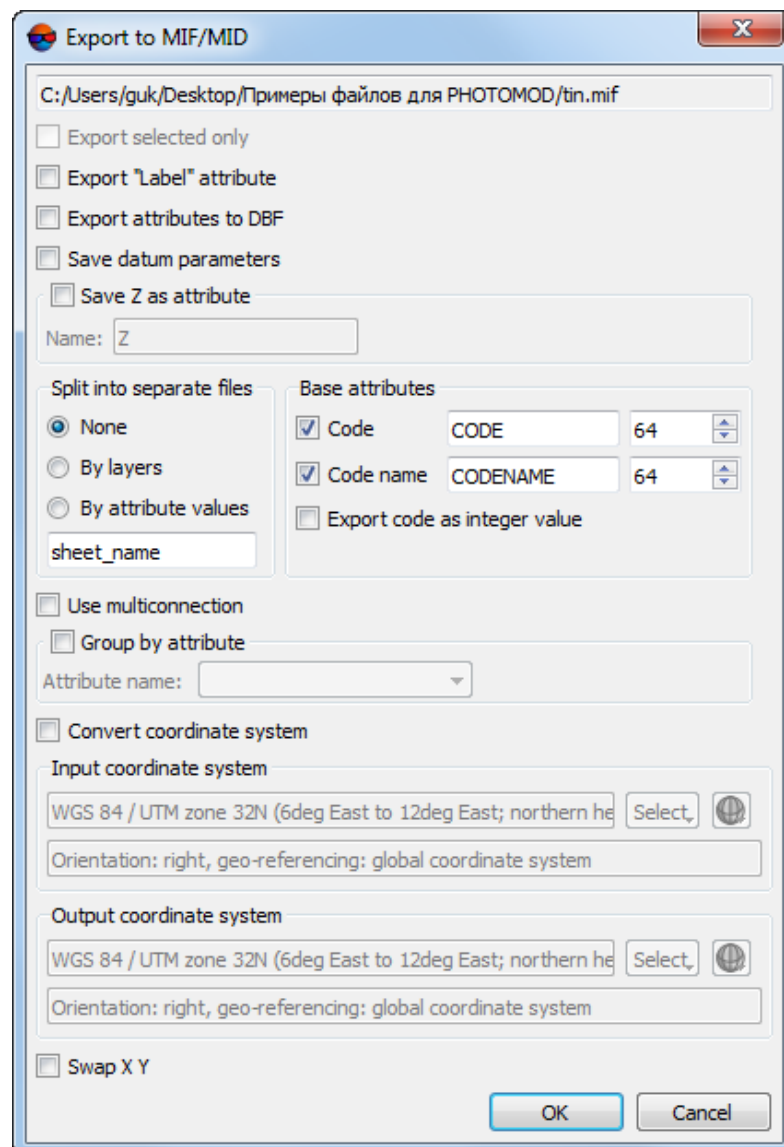 Export to MIF/MID
C:/Users/guk/Desktop/Примеры файлов для PHOTOMOD/tin.mif
Export selected only
Export "Label" attribute
Export attributes to DBF
Save datum parameters
Save Z as attribute
Name: Z
Split into separate files
None
By layers
By attribute values
sheet_name
Base attributes
Code CODE 64
Code name CODENAME 64
Export code as integer value
Use multiconnection
Group by attribute
Attribute name:
Convert coordinate system
Input coordinate system
WGS 84 / UTM zone 32N (6deg East to 12deg East; northern he Select
Orientation: right, geo-referencing: global coordinate system
Output coordinate system
WGS 84 / UTM zone 32N (6deg East to 12deg East; northern he Select
Orientation: right, geo-referencing: global coordinate system
Swap X Y
OK Cancel